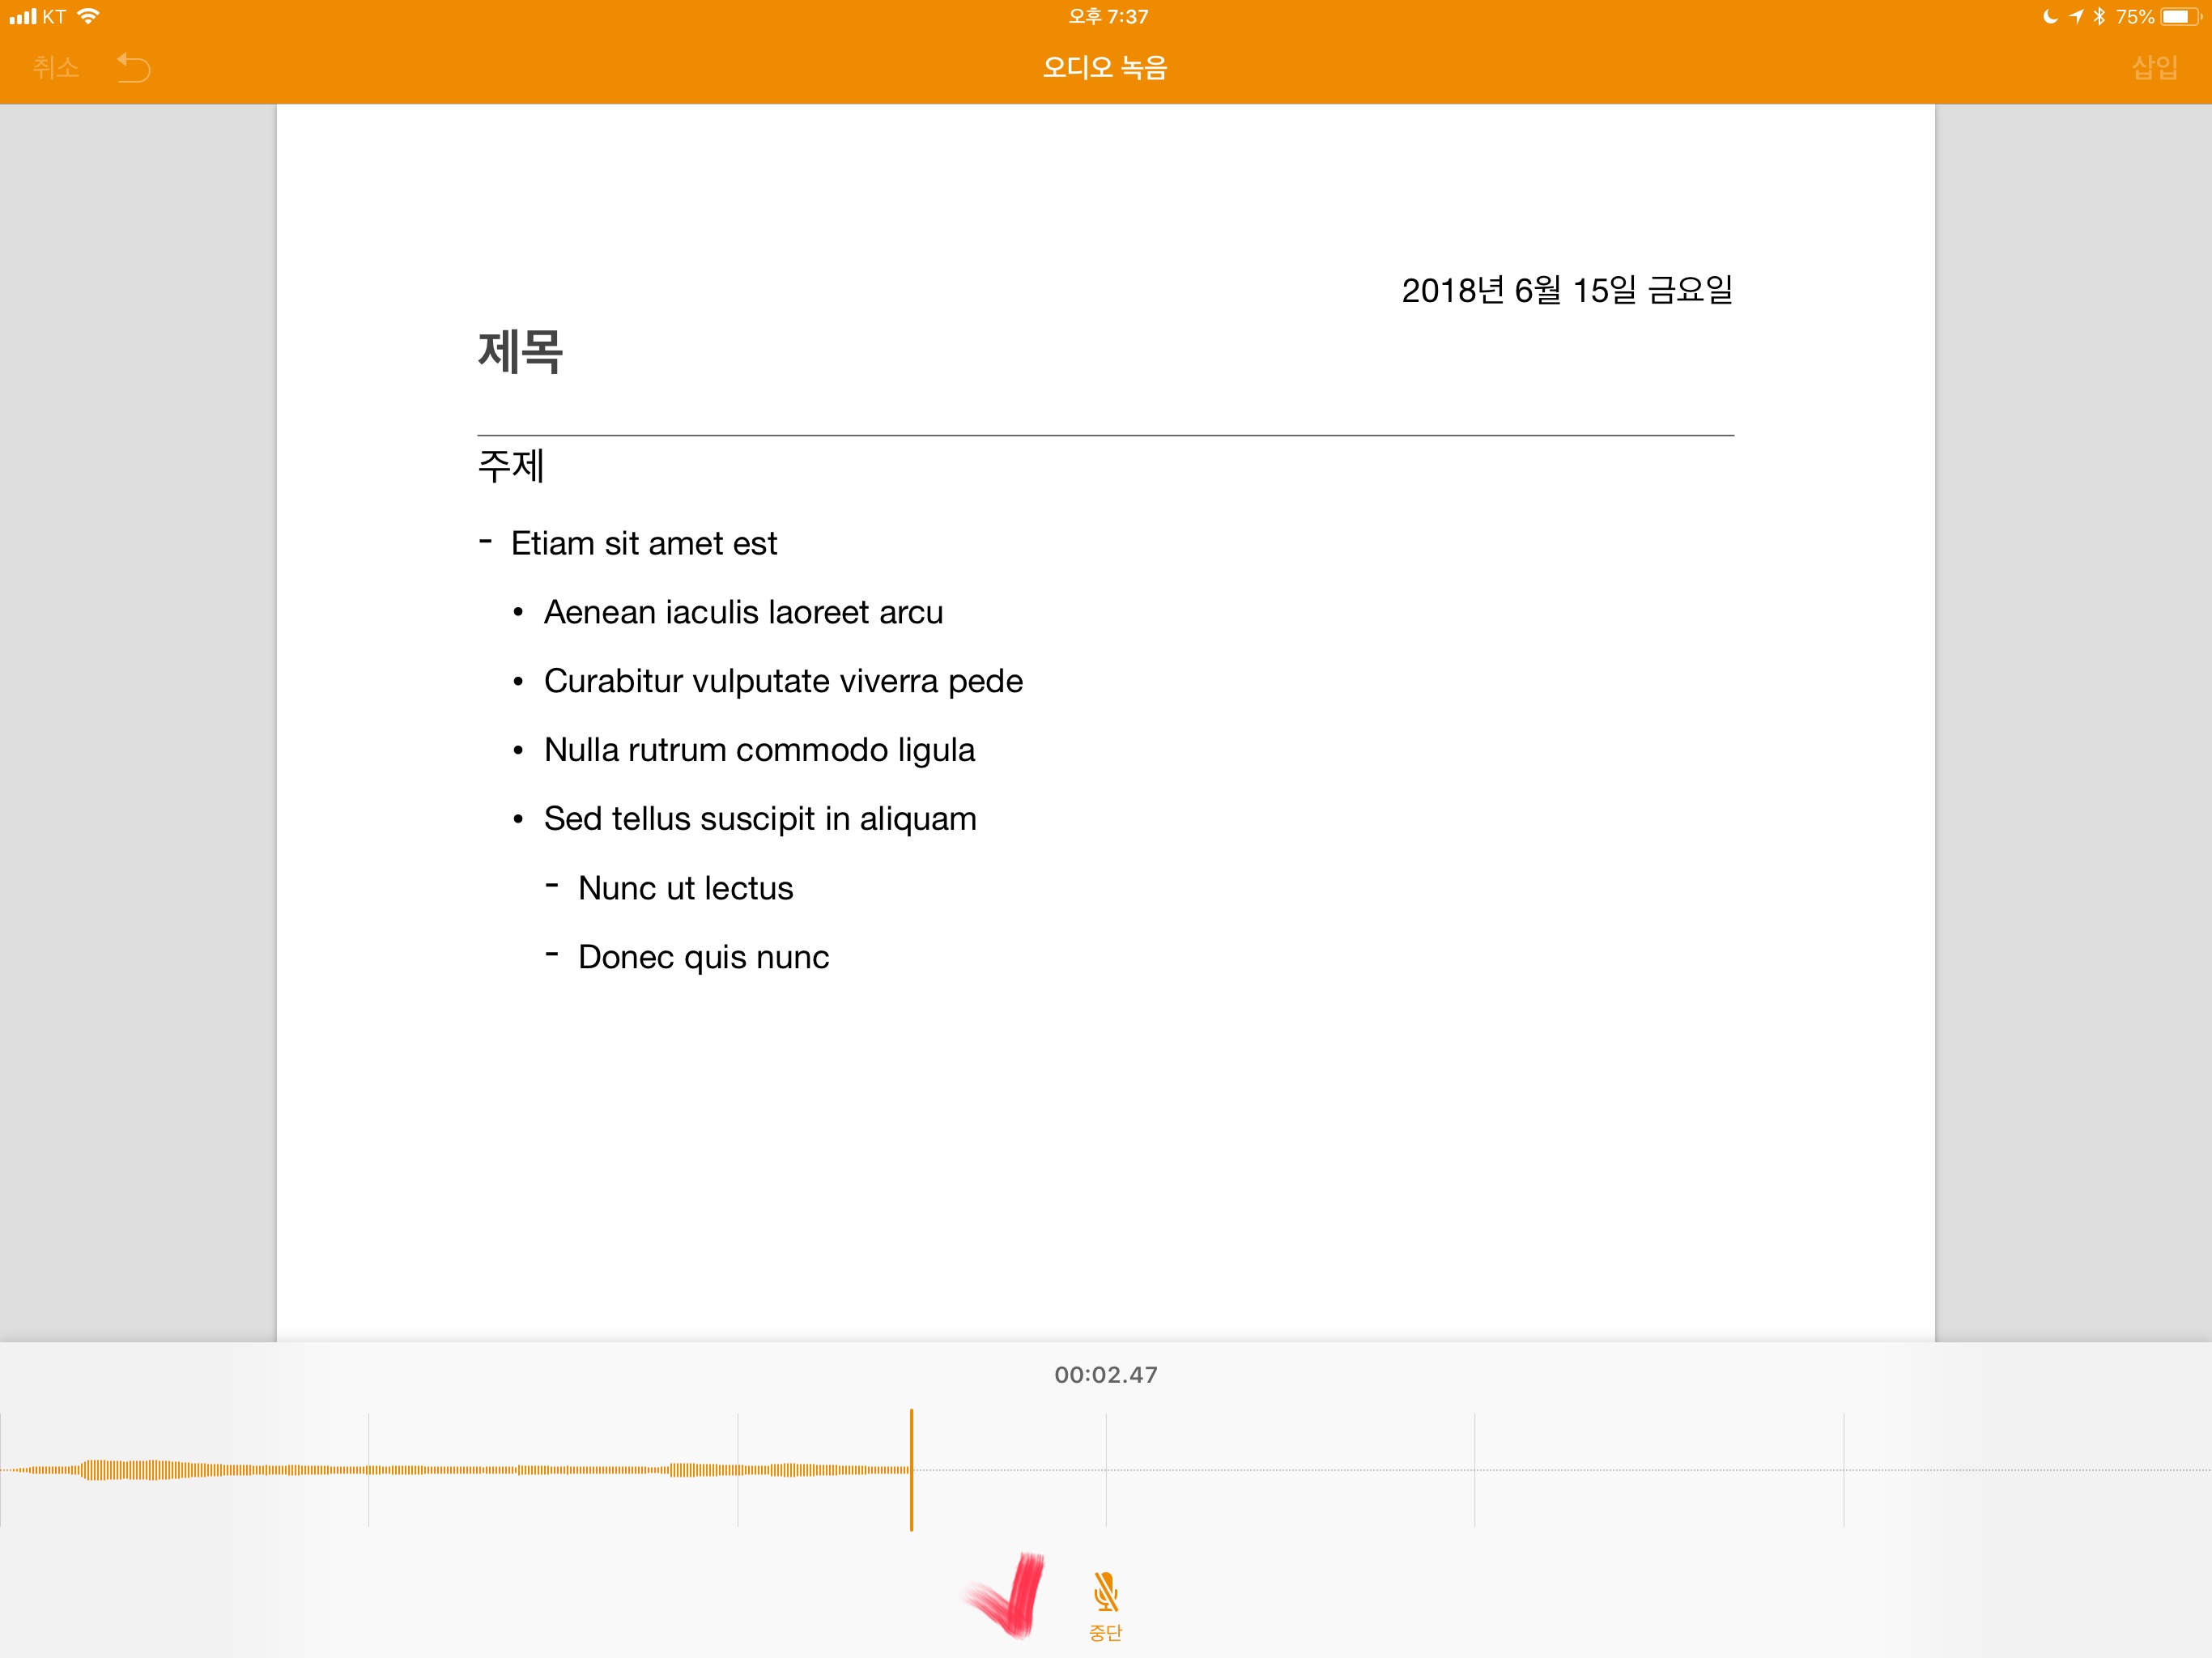 KT 오후 7:37 75%
취소 오디오 녹음 삽입
2018년 6월 15일 금요일
제목
주제
- Etiam sit amet est
• Aenean iaculis laoreet arcu
• Curabitur vulputate viverra pede
• Nulla rutrum commodo ligula
• Sed tellus suscipit in aliquam
- Nunc ut lectus
- Donec quis nunc
00:02.47
중단